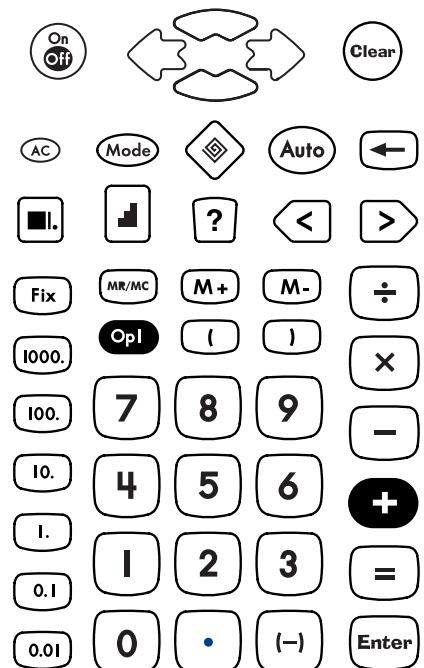 On
Off
Clear
AC Mode Auto ←
■I. ? < >
Fix MR/MC M+ M- ÷
Op1 ( )
1000. ×
100. 7 8 9
−
10. 4 5 6
+
1.
0.1 1 2 3 =
0.01 0 . (–) Enter